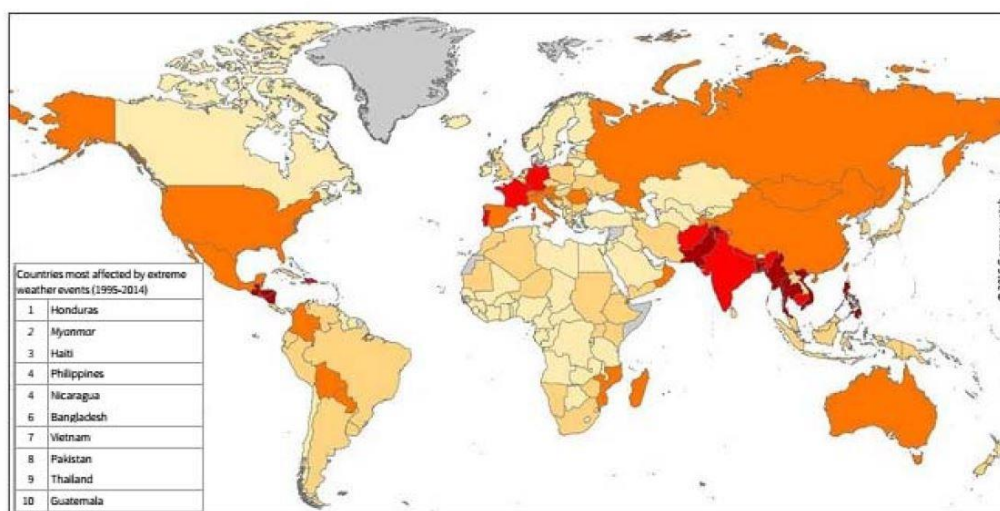 Countries most affected by extreme
weather events (1995-2014)
1 Honduras
2 Myanmar
3 Haiti
4 Philippines
4 Nicaragua
6 Bangladesh
7 Vietnam
8 Pakistan
9 Thailand
10 Guatemala